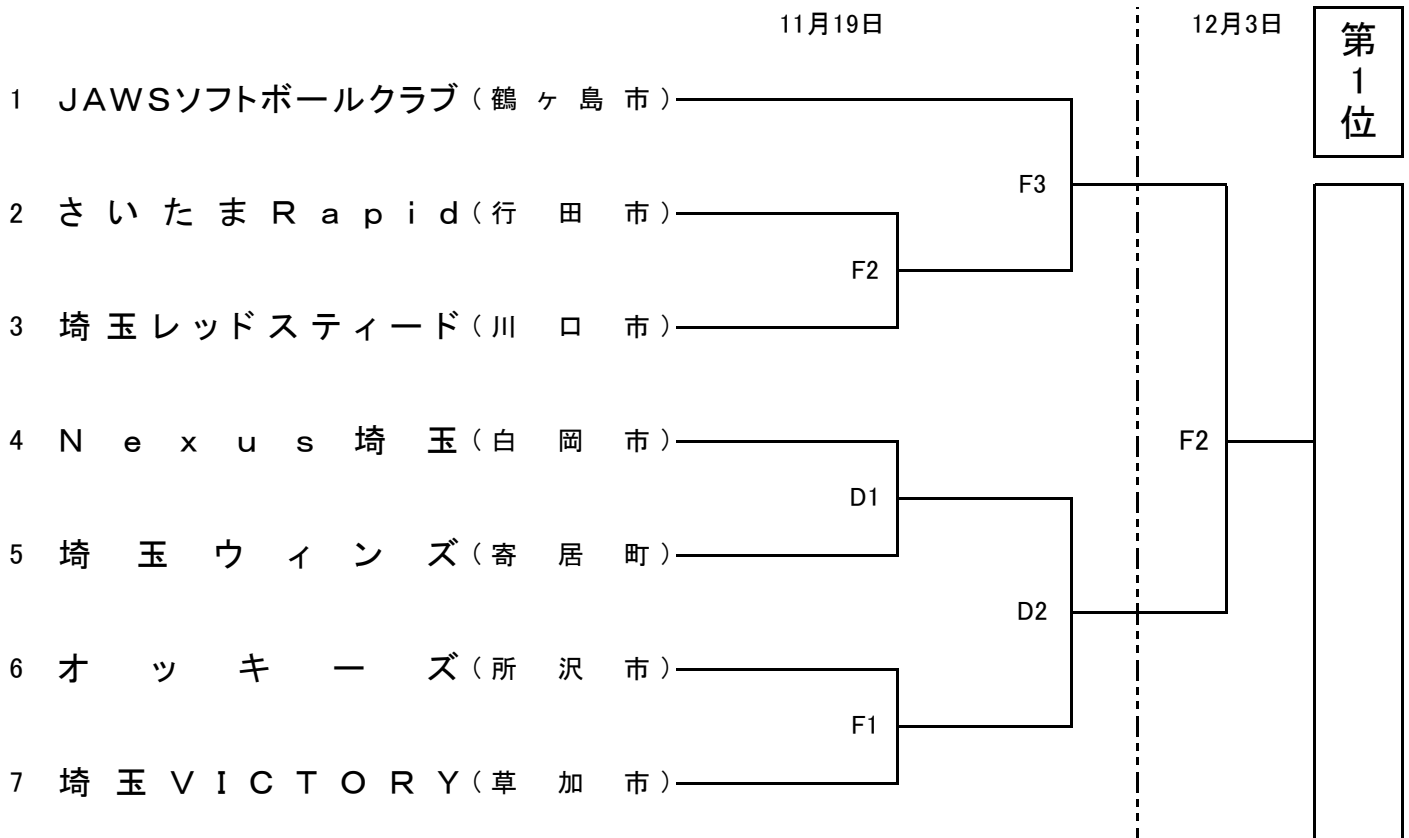 11月19日 12月3日
第1位
1 JAWSソフトボールクラブ(鶴ヶ島市)
F3
2 さいたまRapid(行田市)
F2
3 埼玉レッドスティード(川口市)
4 Nexus埼玉(白岡市)
F2
D1
5 埼玉ウィンズ(寄居町)
D2
6 オッキーズ(所沢市)
F1
7 埼玉VICTORY(草加市)